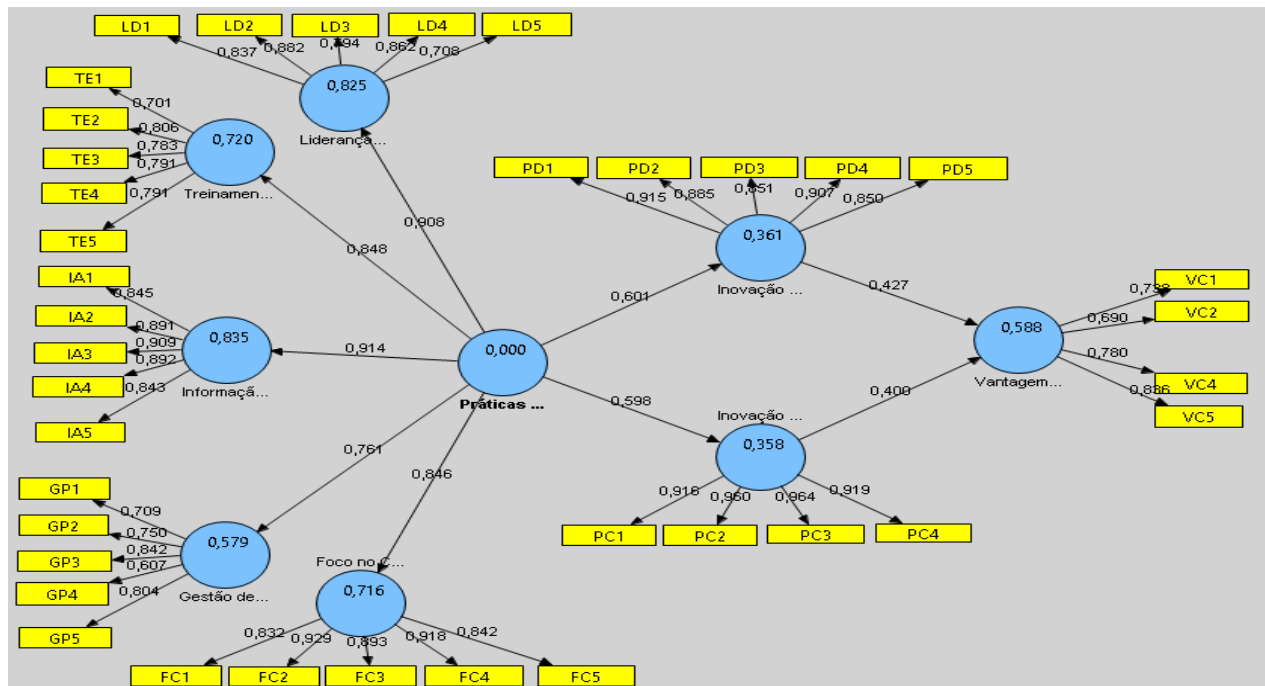 LD1 LD2 LD3 LD4 LD5
0,837 0,882 0,862 0,708
0,825
Liderança...
TE1
TE2
TE3
TE4
TE5
0,701
0,806
0,783
0,791
0,791
0,720
Treinamen...
IA1
IA2
IA3
IA4
IA5
0,845
0,891
0,909
0,892
0,843
0,835
Informaçã...
GP1
GP2
GP3
GP4
GP5
0,709
0,750
0,842
0,607
0,804
0,579
Gestão de...
0,908
0,848
0,914
0,761
0,846
0,000
Práticas ...
0,601
0,598
Foco no C...
0,716
0,832 0,929 0,893 0,918 0,842
FC1 FC2 FC3 FC4 FC5
PD1 PD2 PD3 PD4 PD5
0,915 0,885 0,851 0,907 0,850
0,361
Inovação ...
0,427
Inovação ...
0,358
0,400
0,916 0,960 0,964 0,919
PC1 PC2 PC3 PC4
0,588
Vantagem...
0,690
0,780
0,836
VC1
VC2
VC4
VC5